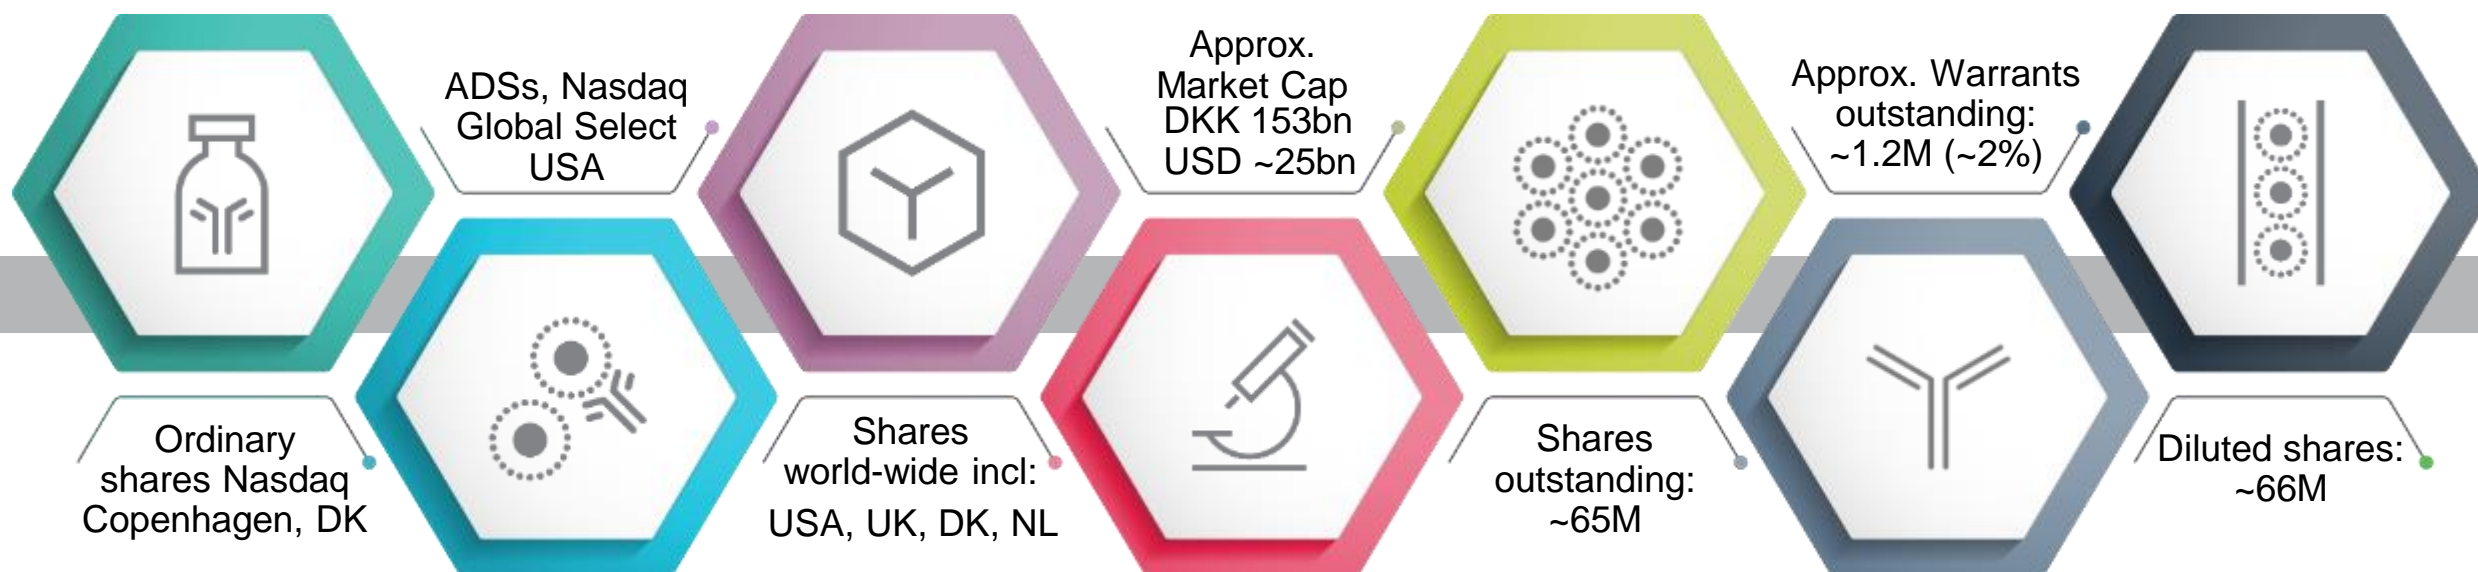 Ordinary
shares Nasdaq
Copenhagen, DK
ADSs, Nasdaq
Global Select
USA
Shares
world-wide incl:
USA, UK, DK, NL
Approx.
Market Cap
DKK 153bn
USD ~25bn
Shares
outstanding:
~65M
Approx. Warrants
outstanding:
~1.2M (~2%)
Diluted shares:
~66M